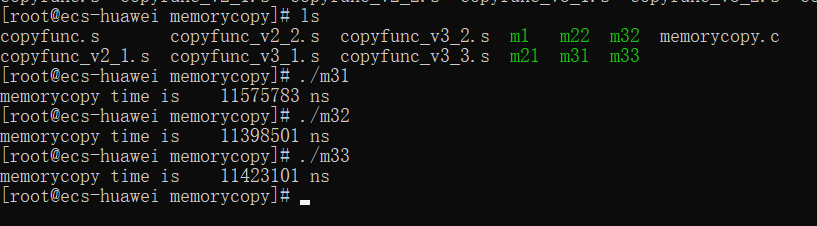 [root@ecs-huawei memorycopy]# ls
copyfunc.s       copyfunc_v2_2.s  copyfunc_v3_2.s  m1   m22  m32  memorycopy.c
copyfunc_v2_1.s  copyfunc_v3_1.s  copyfunc_v3_3.s  m21  m31  m33
[root@ecs-huawei memorycopy]# ./m31
memorycopy time is   11575783 ns
[root@ecs-huawei memorycopy]# ./m32
memorycopy time is   11398501 ns
[root@ecs-huawei memorycopy]# ./m33
memorycopy time is   11423101 ns
[root@ecs-huawei memorycopy]#